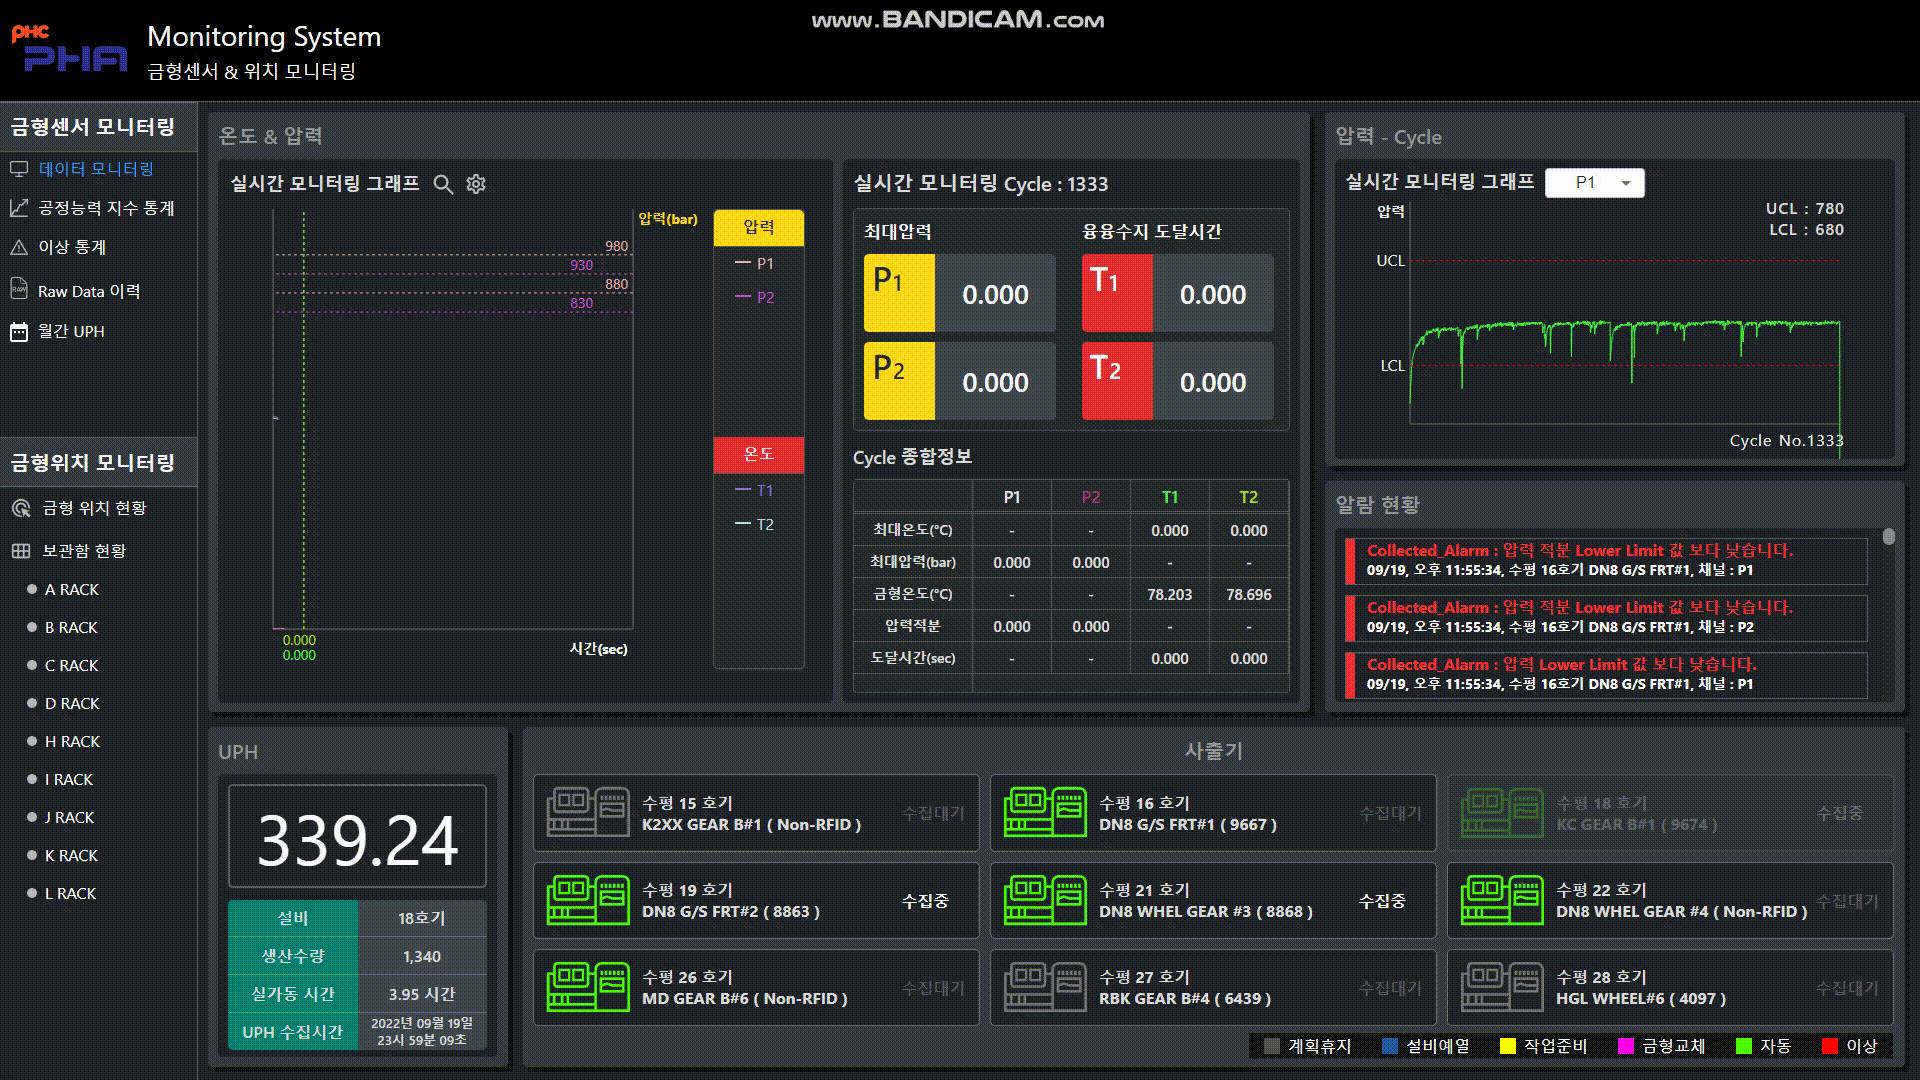 www.BANDICAM.com
PHC
PHA
Monitoring System
금형센서 & 위치 모니터링
금형센서 모니터링
데이터 모니터링
공정능력 지수 통계
이상 통계
RAW
Raw Data 이력
월간 UPH
금형위치 모니터링
금형 위치 현황
보관함 현황
A RACK
B RACK
C RACK
D RACK
H RACK
I RACK
J RACK
K RACK
L RACK
온도 & 압력
실시간 모니터링 그래프
압력(bar)
980
930
880
830
0.000
0.000
시간(sec)
압력
P1
P2
온도
T1
T2
실시간 모니터링 Cycle : 1333
최대압력
용융수지 도달시간
P1 0.000
T1 0.000
P2 0.000
T2 0.000
Cycle 종합정보
P1 P2 T1 T2
최대온도(°C) - - 0.000 0.000
최대압력(bar) 0.000 0.000 - -
금형온도(°C) - - 78.203 78.696
압력적분 0.000 0.000 - -
도달시간(sec) - - 0.000 0.000
압력 - Cycle
실시간 모니터링 그래프 P1
압력
UCL : 780
LCL : 680
UCL
LCL
Cycle No.1333
알람 현황
Collected_Alarm : 압력 적분 Lower Limit 값 보다 낮습니다.
09/19, 오후 11:55:34, 수평 16호기 DN8 G/S FRT#1, 채널 : P1
Collected_Alarm : 압력 적분 Lower Limit 값 보다 낮습니다.
09/19, 오후 11:55:34, 수평 16호기 DN8 G/S FRT#1, 채널 : P2
Collected_Alarm : 압력 Lower Limit 값 보다 낮습니다.
09/19, 오후 11:55:34, 수평 16호기 DN8 G/S FRT#1, 채널 : P1
UPH
339.24
설비 18호기
생산수량 1,340
실가동 시간 3.95 시간
UPH 수집시간 2022년 09월 19일
23시 59분 09초
사출기
수평 15 호기
K2XX GEAR B#1 ( Non-RFID )
수집대기
수평 16 호기
DN8 G/S FRT#1 ( 9667 )
수집대기
수평 18 호기
KC GEAR B#1 ( 9674 )
수집중
수평 19 호기
DN8 G/S FRT#2 ( 8863 )
수집중
수평 21 호기
DN8 WHEL GEAR #3 ( 8868 )
수집중
수평 22 호기
DN8 WHEL GEAR #4 ( Non-RFID )
수집대기
수평 26 호기
MD GEAR B#6 ( Non-RFID )
수집대기
수평 27 호기
RBK GEAR B#4 ( 6439 )
수집대기
수평 28 호기
HGL WHEEL#6 ( 4097 )
수집대기
계획휴지 설비예열 작업준비 금형교체 자동 이상